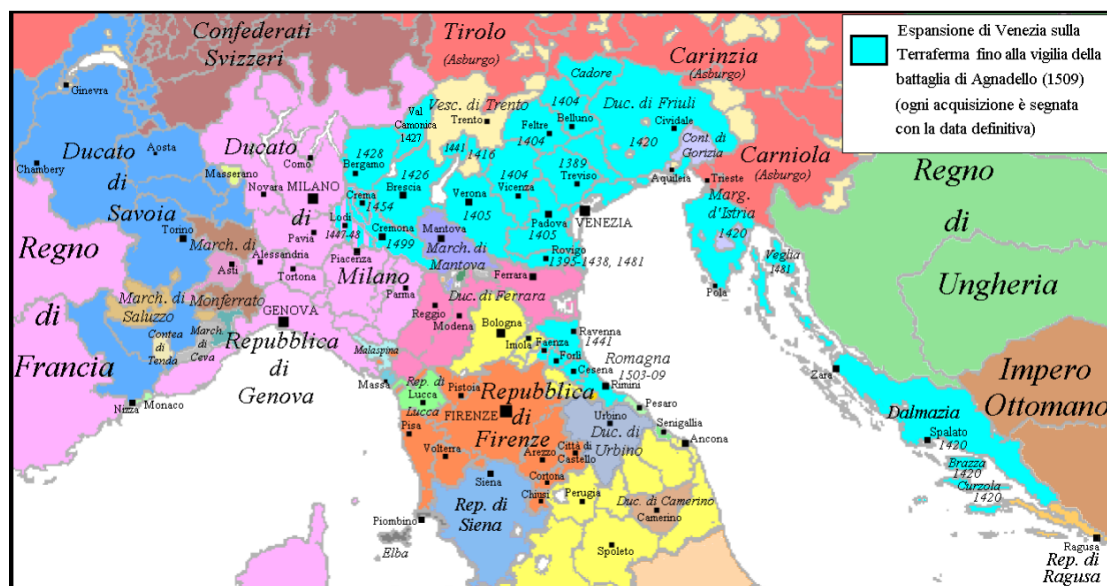 Espansione di Venezia sulla
Terraferma fino alla vigilia della
battaglia di Agnadello (1509)
(ogni acquisizione è segnata
con la data definitiva)
Confederati
Svizzeri
Tirolo
(Asburgo)
Carinzia
(Asburgo)
Carniola
(Asburgo)
Ginevra
Chambery
Aosta
Ducato
di
Savoia
Torino
Masserano
Novara
Como
Ducato
di
Milano
MILANO
Pavia
Lodi
1447-48
Piacenza
Parma
Val
Camonica
1427
1428
Bergamo
Crema
1454
1426
Brescia
Cremona
1499
Vesc. di Trento
Trento
1441
1416
Verona
1405
1404
Vicenza
Feltre
1404
Cadore
1404
Belluno
1389
Treviso
Padova
1405
VENEZIA
Rovigo
1395-1438, 1481
Duc. di Friuli
Cividale
1420
Cont. di
Gorizia
Aquileia
Trieste
Marg.
d'Istria
1420
Pola
Veglia
1481
Regno
di
Ungheria
Impero
Ottomano
Zara
Dalmazia
Spalato
1420
Brazza
1420
Curzola
1420
Ragusa
Rep. di
Ragusa
Mantova
March. di
Mantova
Ferrara
Duc. di Ferrara
Reggio
Modena
Bologna
Imola
Faenza
Forlì
Cesena
Ravenna
1441
Romagna
1503-09
Rimini
Pesaro
Senigallia
Ancona
Urbino
Duc. di
Urbino
Regno
di
Francia
March. di
Monferrato
Asti
Alessandria
Tortona
March. di
Saluzzo
Contea
di
Tenda
March.
di
Ceva
GENOVA
Repubblica
di
Genova
Nizza
Monaco
Malaspina
Massa
Rep. di
Lucca
Lucca
Pistoia
FIRENZE
Repubblica
di
Firenze
Pisa
Volterra
Arezzo
Città di
Castello
Cortona
Chiusi
Siena
Rep. di
Siena
Piombino
Elba
Perugia
Duc. di Camerino
Camerino
Spoleto